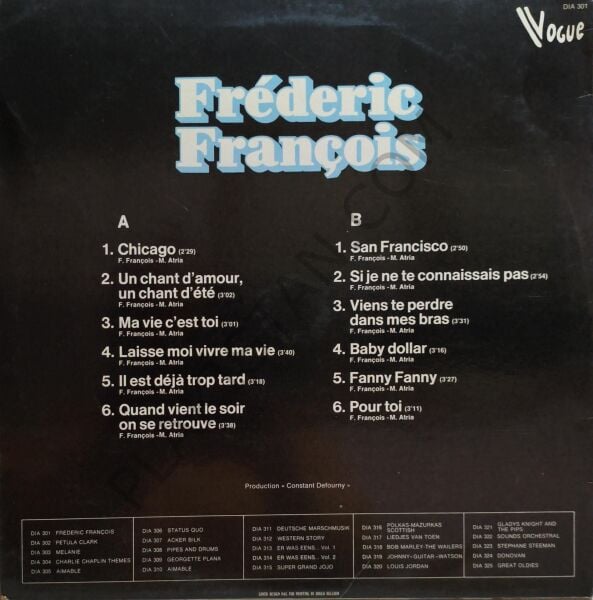 DIA 301
VOGUE
Fréderic
François
A
1. Chicago (2'29)
F. François - M. Atria
2. Un chant d'amour,
un chant d'été (3'02)
F. François - M. Atria
3. Ma vie c'est toi (3'01)
F. François - M. Atria
4. Laisse moi vivre ma vie (3'40)
F. François - M. Atria
5. Il est déjà trop tard (3'18)
F. François - M. Atria
6. Quand vient le soir
on se retrouve (3'38)
F. François - M. Atria
B
1. San Francisco (2'50)
F. François - M. Atria
2. Si je ne te connaissais pas (2'54)
F. François - M. Atria
3. Viens te perdre
dans mes bras (3'31)
F. François - M. Atria
4. Baby dollar (3'16)
F. François - M. Atria
5. Fanny Fanny (3'27)
F. François - M. Atria
6. Pour toi (3'11)
F. François - M. Atria
Production « Constant Defourny »
DIA 301 FREDERIC FRANÇOIS
DIA 302 PETULA CLARK
DIA 303 MELANIE
DIA 304 CHARLIE CHAPLIN THEMES
DIA 305 AIMABLE
DIA 306 STATUS QUO
DIA 307 ACKER BILK
DIA 308 PIPES AND DRUMS
DIA 309 GEORGETTE PLANA
DIA 310 AIMABLE
DIA 311 DEUTSCHE MARSCHMUSIK
DIA 312 WESTERN STORY
DIA 313 ER WAS EENS... Vol. 1
DIA 314 ER WAS EENS... Vol. 2
DIA 315 SUPER GRAND JOJO
DIA 316 POLKAS-MAZURKAS
SCOTTISH
DIA 317 LIEDJES VAN TOEN
DIA 318 BOB MARLEY-THE WAILERS
DIA 319 JOHNNY-GUITAR-WATSON
DIA 320 LOUIS JORDAN
DIA 321 GLADYS KNIGHT AND
THE PIPS
DIA 322 SOUNDS ORCHESTRAL
DIA 323 STEPHANE STEEMAN
DIA 324 DONOVAN
DIA 325 GREAT OLDIES